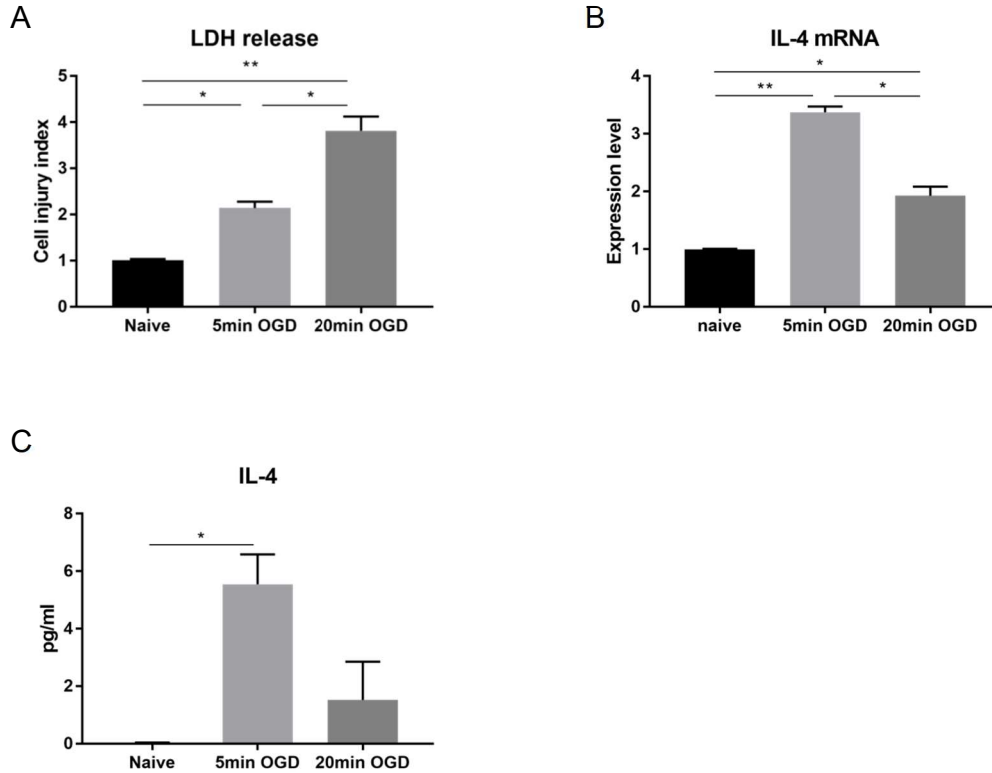 A
LDH release
**
* *
5
4
3
2
1
0
Cell injury index
Naive 5min OGD 20min OGD
B
IL-4 mRNA
*
** *
4
3
2
1
0
Expression level
naive 5min OGD 20min OGD
C
IL-4
*
8
6
4
2
0
pg/ml
Naive 5min OGD 20min OGD